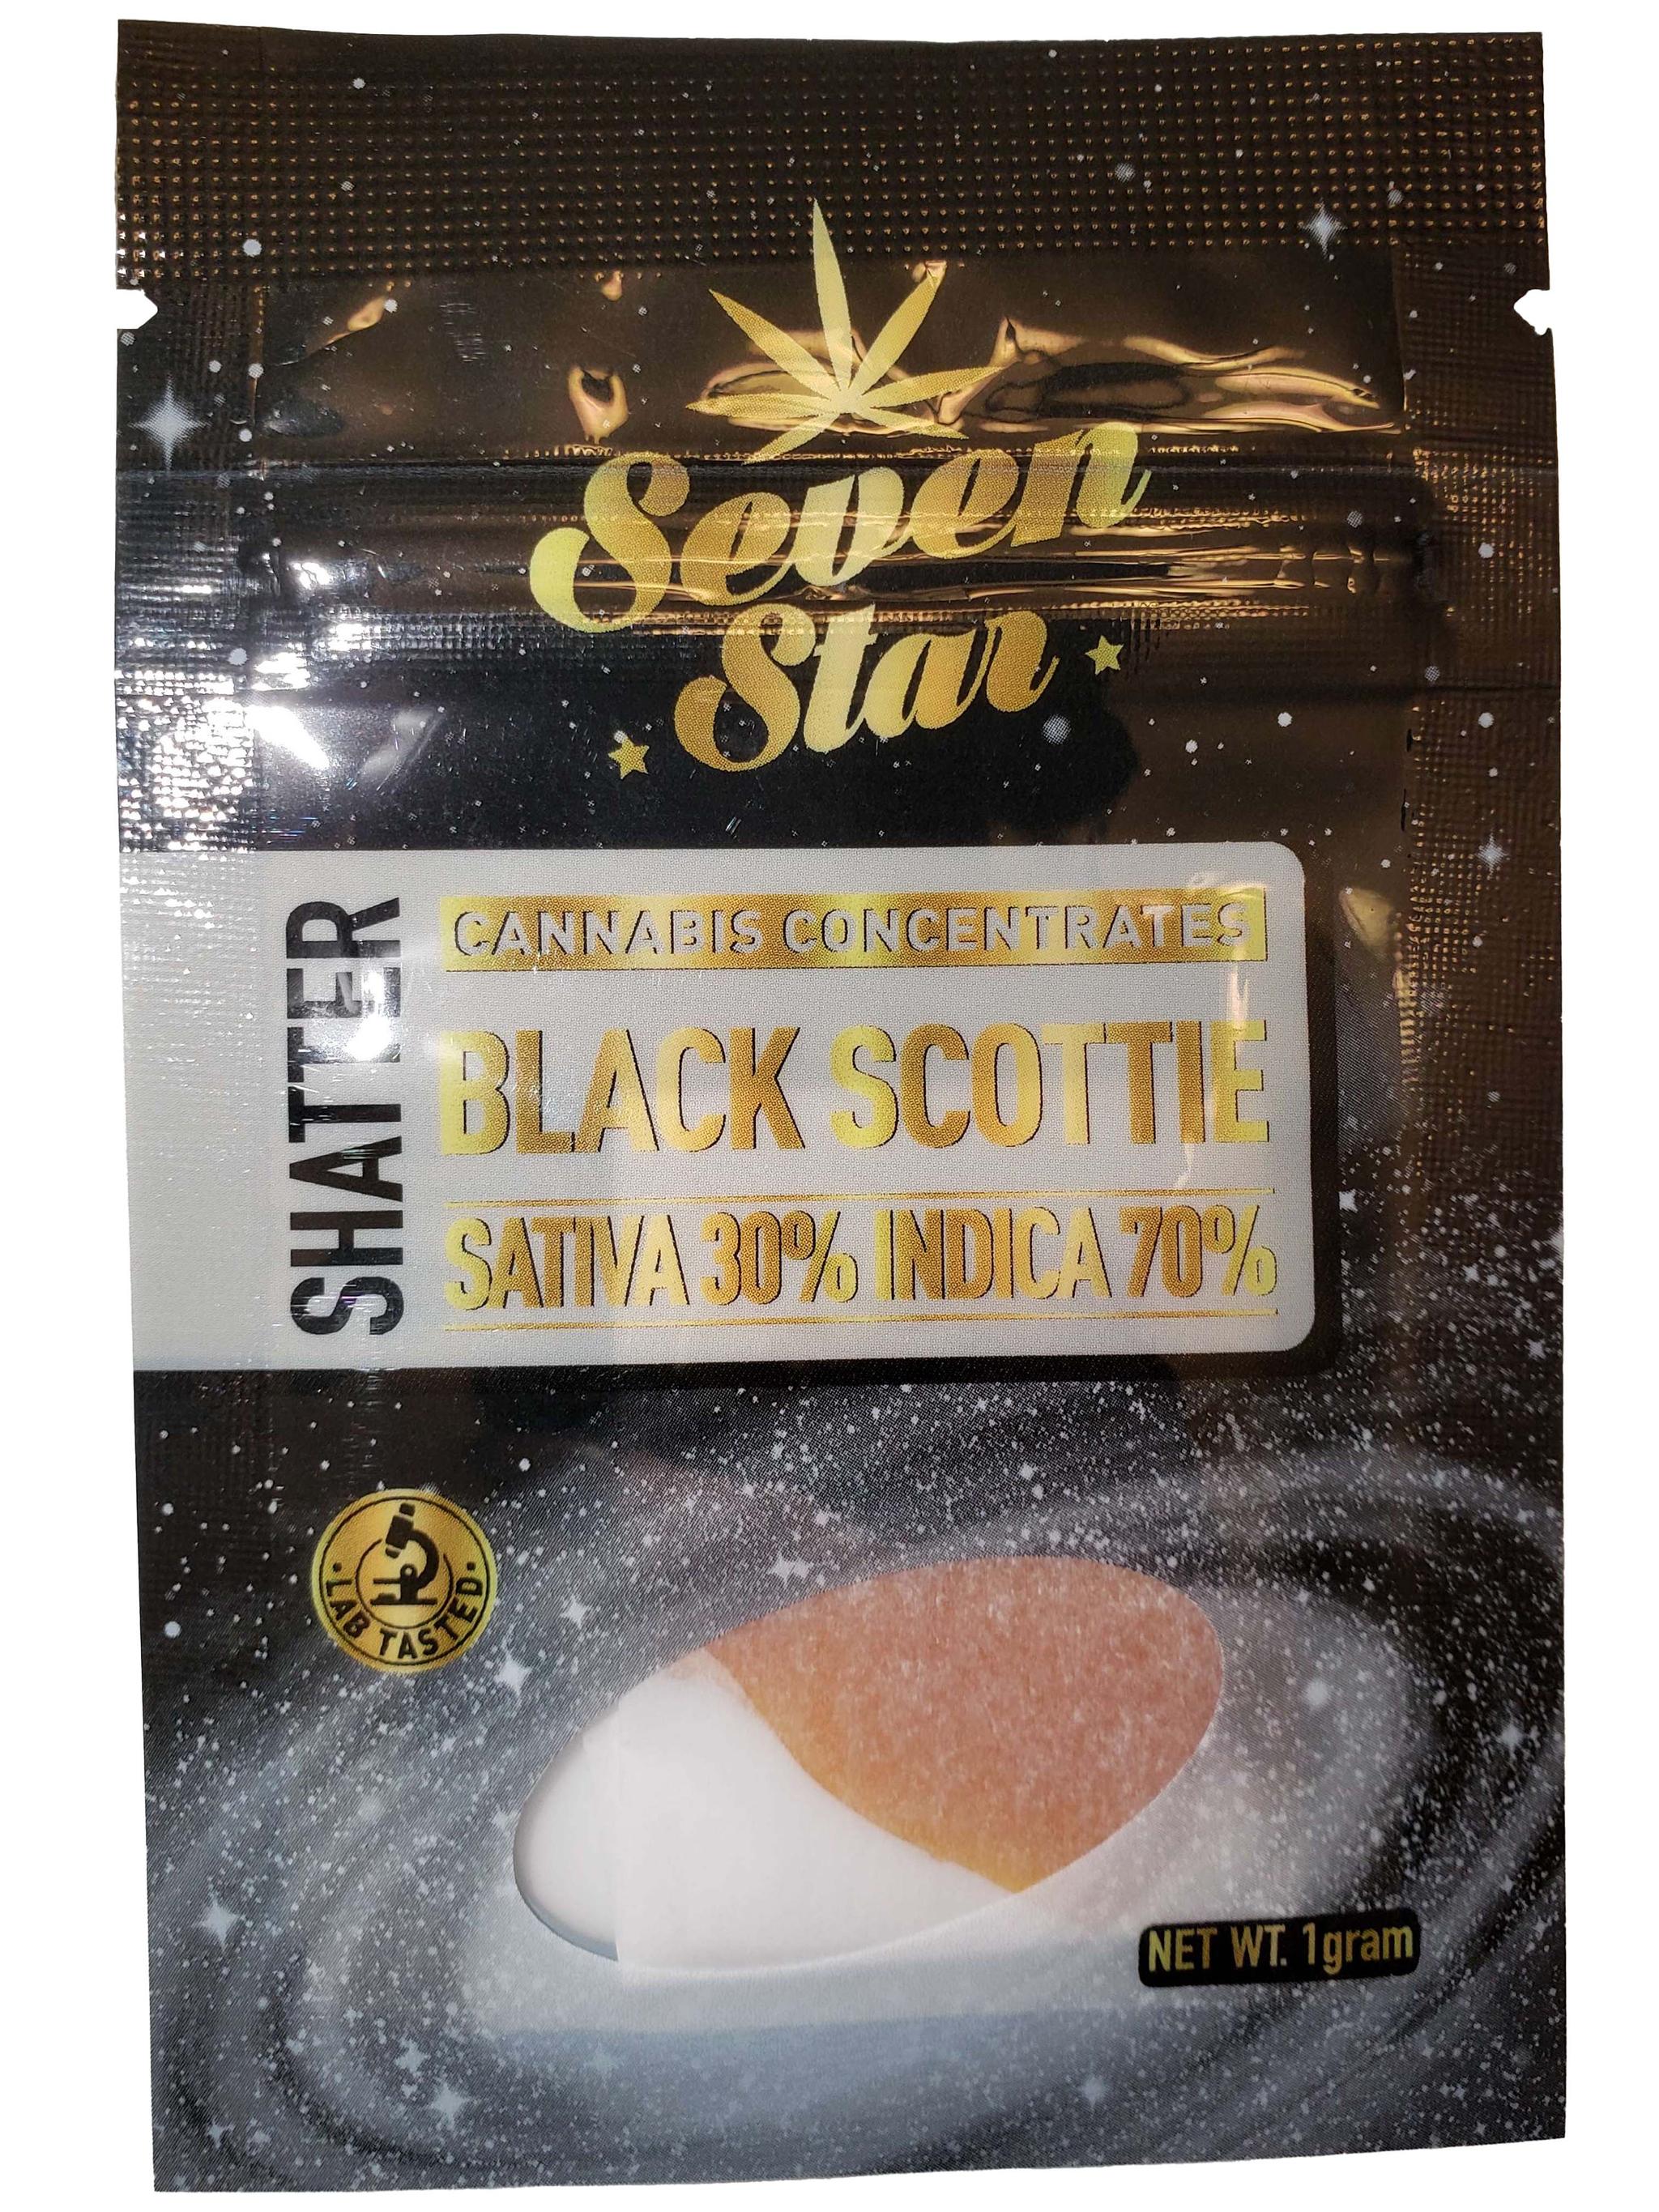 Seven
Star
SHATTER
CANNABIS CONCENTRATES
BLACK SCOTTIE
SATIVA 30% INDICA 70%
LAB TASTED
NET WT. 1gram